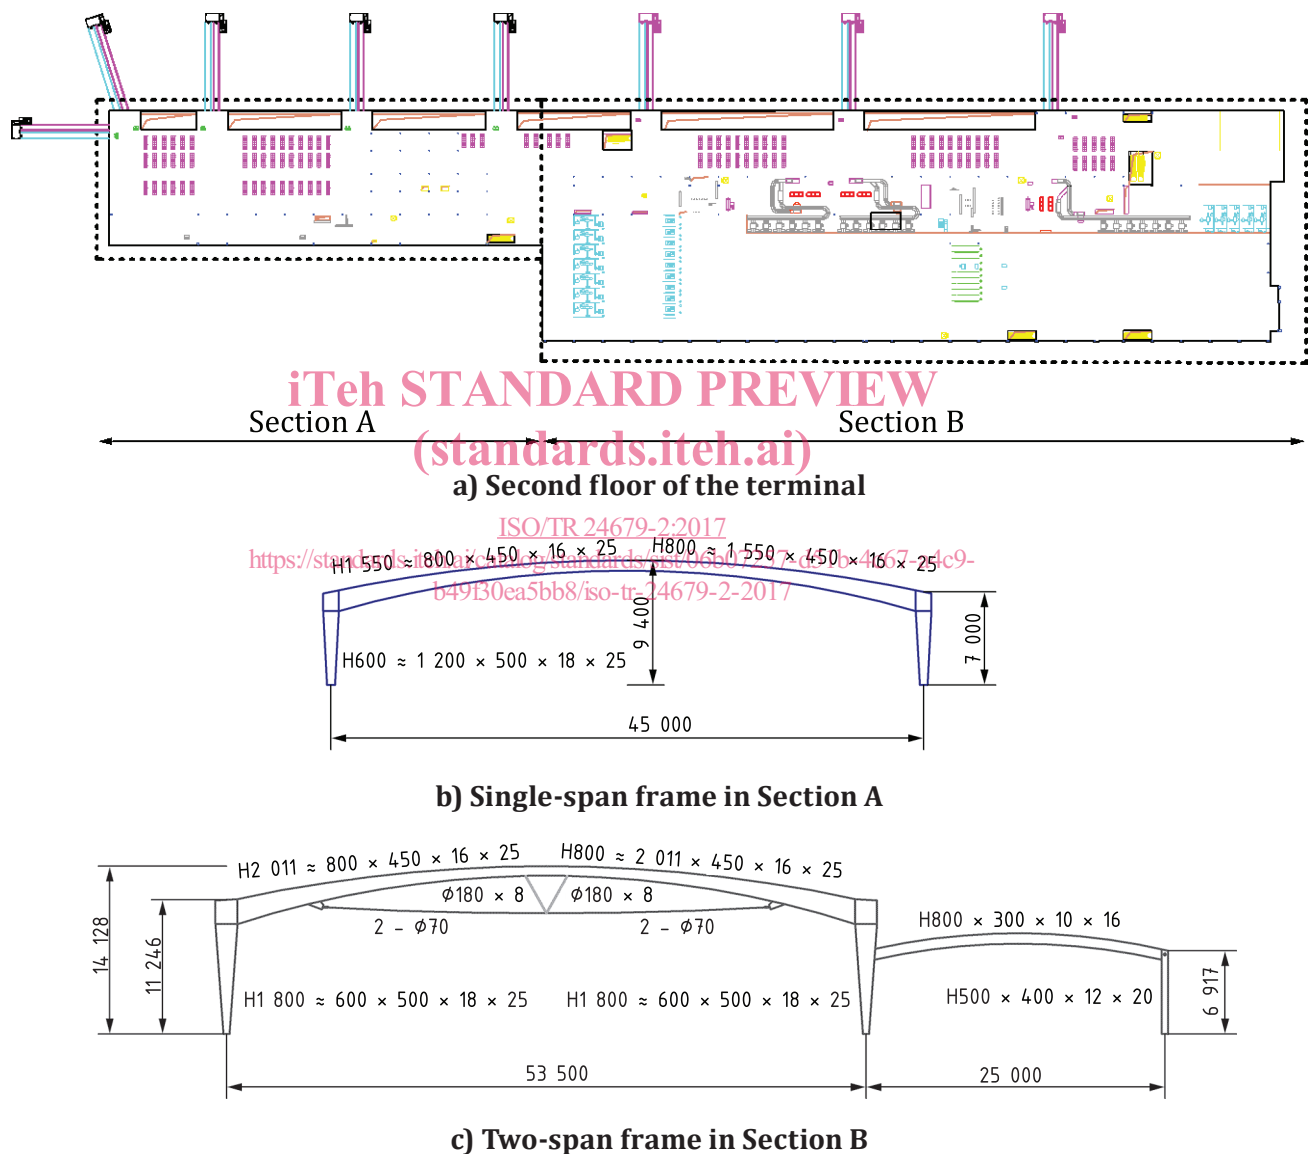 iTeh STANDARD PREVIEW
Section A
Section B
(standards.iteh.ai)
a) Second floor of the terminal
ISO/TR 24679-2:2017
H1 550 ≈ 800 × 450 × 16 × 25
H800 ≈ 1 550 × 450 × 16 × 25
b49f30ea5bb8/iso-tr-24679-2-2017
9 400
7 000
H600 ≈ 1 200 × 500 × 18 × 25
45 000
b) Single-span frame in Section A
H2 011 ≈ 800 × 450 × 16 × 25
H800 ≈ 2 011 × 450 × 16 × 25
Ø180 × 8
Ø180 × 8
2 – Ø70
2 – Ø70
14 128
11 246
H800 × 300 × 10 × 16
H1 800 ≈ 600 × 500 × 18 × 25
H1 800 ≈ 600 × 500 × 18 × 25
H500 × 400 × 12 × 20
6 917
53 500
25 000
c) Two-span frame in Section B